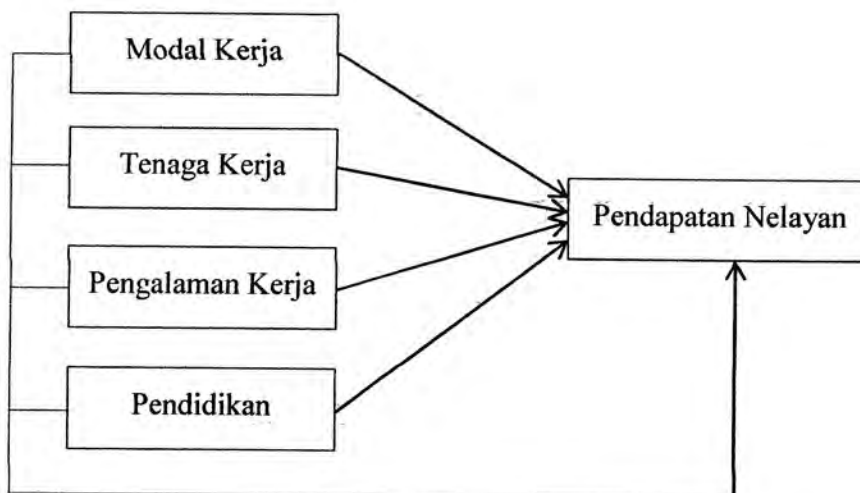 Modal Kerja
Tenaga Kerja
Pendapatan Nelayan
Pengalaman Kerja
Pendidikan